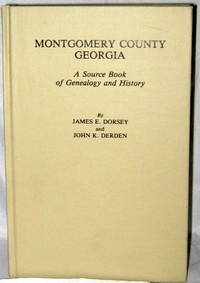 MONTGOMERY COUNTY
GEORGIA
A Source Book
of Genealogy and History
By
JAMES E. DORSEY
and
JOHN K. DERDEN